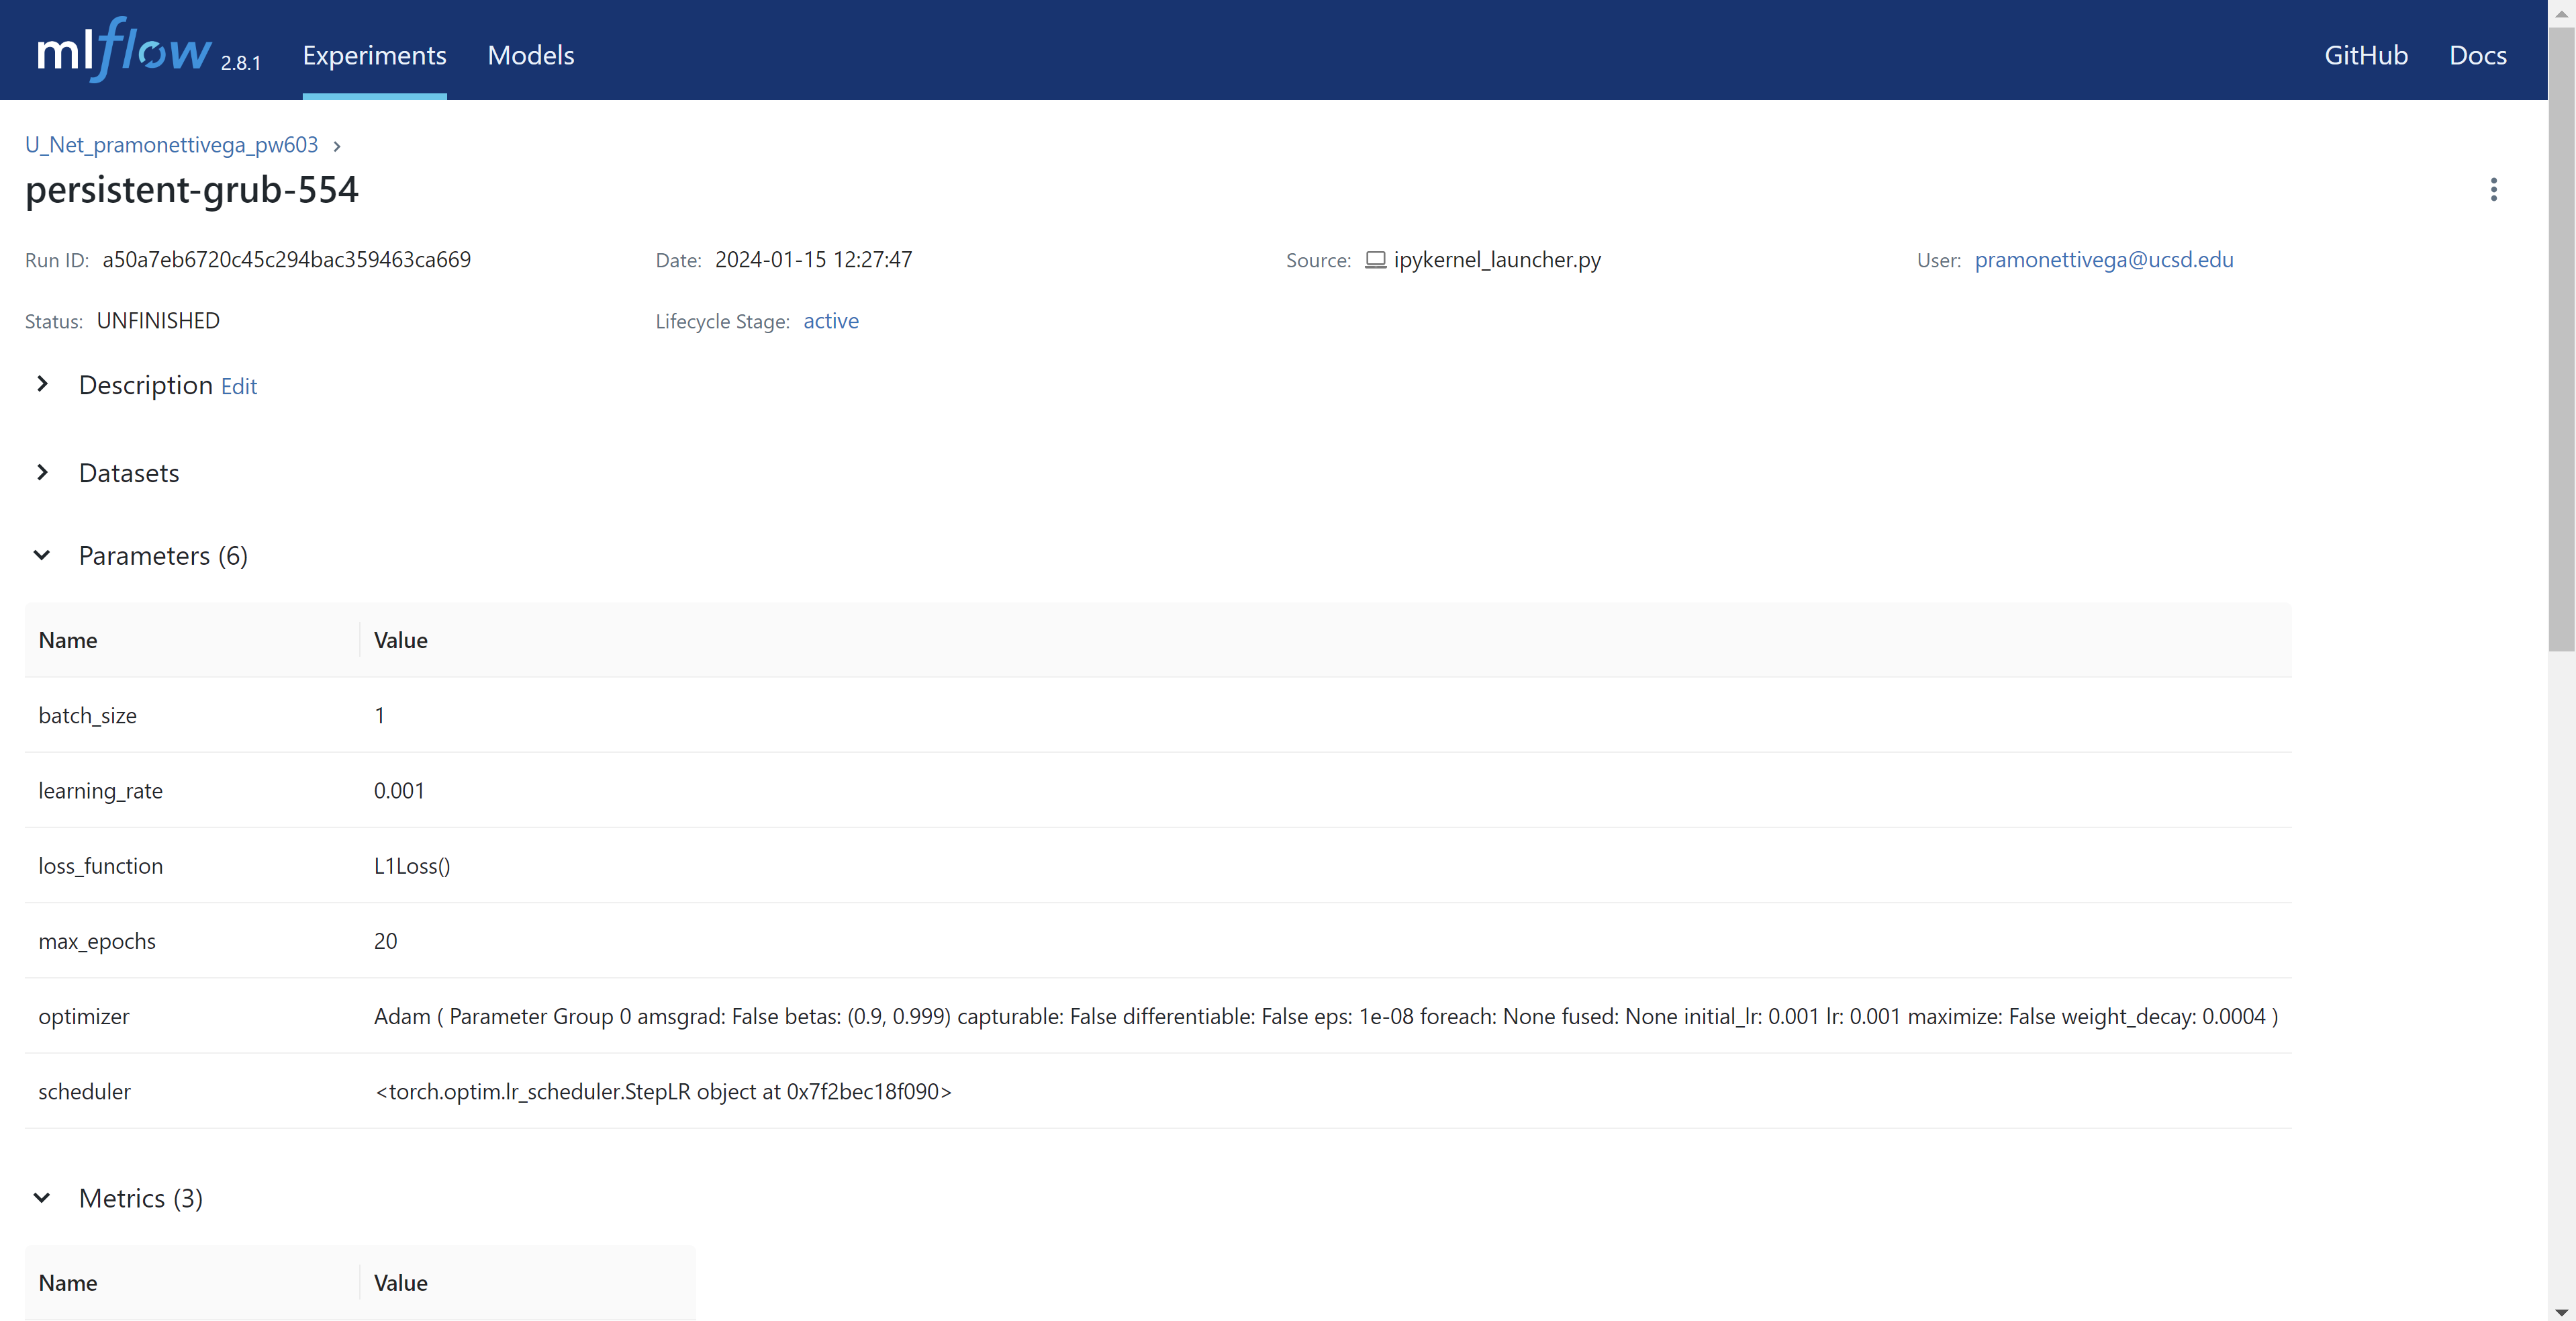 mlflow 2.8.1 Experiments Models GitHub Docs
U_Net_pramonettivega_pw603 ›
persistent-grub-554
Run ID: a50a7eb6720c45c294bac359463ca669 Date: 2024-01-15 12:27:47 Source: ipykernel_launcher.py User: pramonettivega@ucsd.edu
Status: UNFINISHED Lifecycle Stage: active
Description Edit
Datasets
Parameters (6)
Name Value
batch_size 1
learning_rate 0.001
loss_function L1Loss()
max_epochs 20
optimizer Adam ( Parameter Group 0 amsgrad: False betas: (0.9, 0.999) capturable: False differentiable: False eps: 1e-08 foreach: None fused: None initial_lr: 0.001 lr: 0.001 maximize: False weight_decay: 0.0004 )
scheduler <torch.optim.lr_scheduler.StepLR object at 0x7f2bec18f090>
Metrics (3)
Name Value